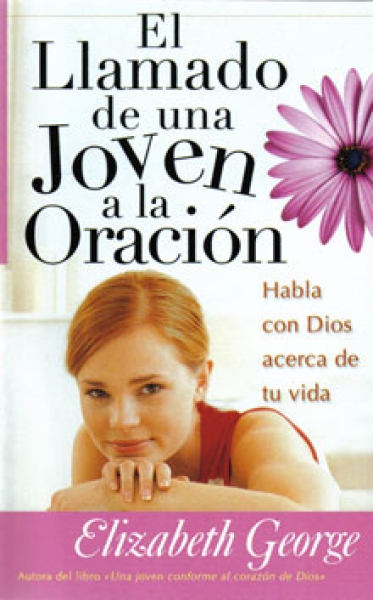 El
Llamado
de una
Joven
a la
Oración
Habla
con Dios
acerca de
tu vida
Elizabeth George
Autora del libro «Una joven conforme al corazón de Dios»